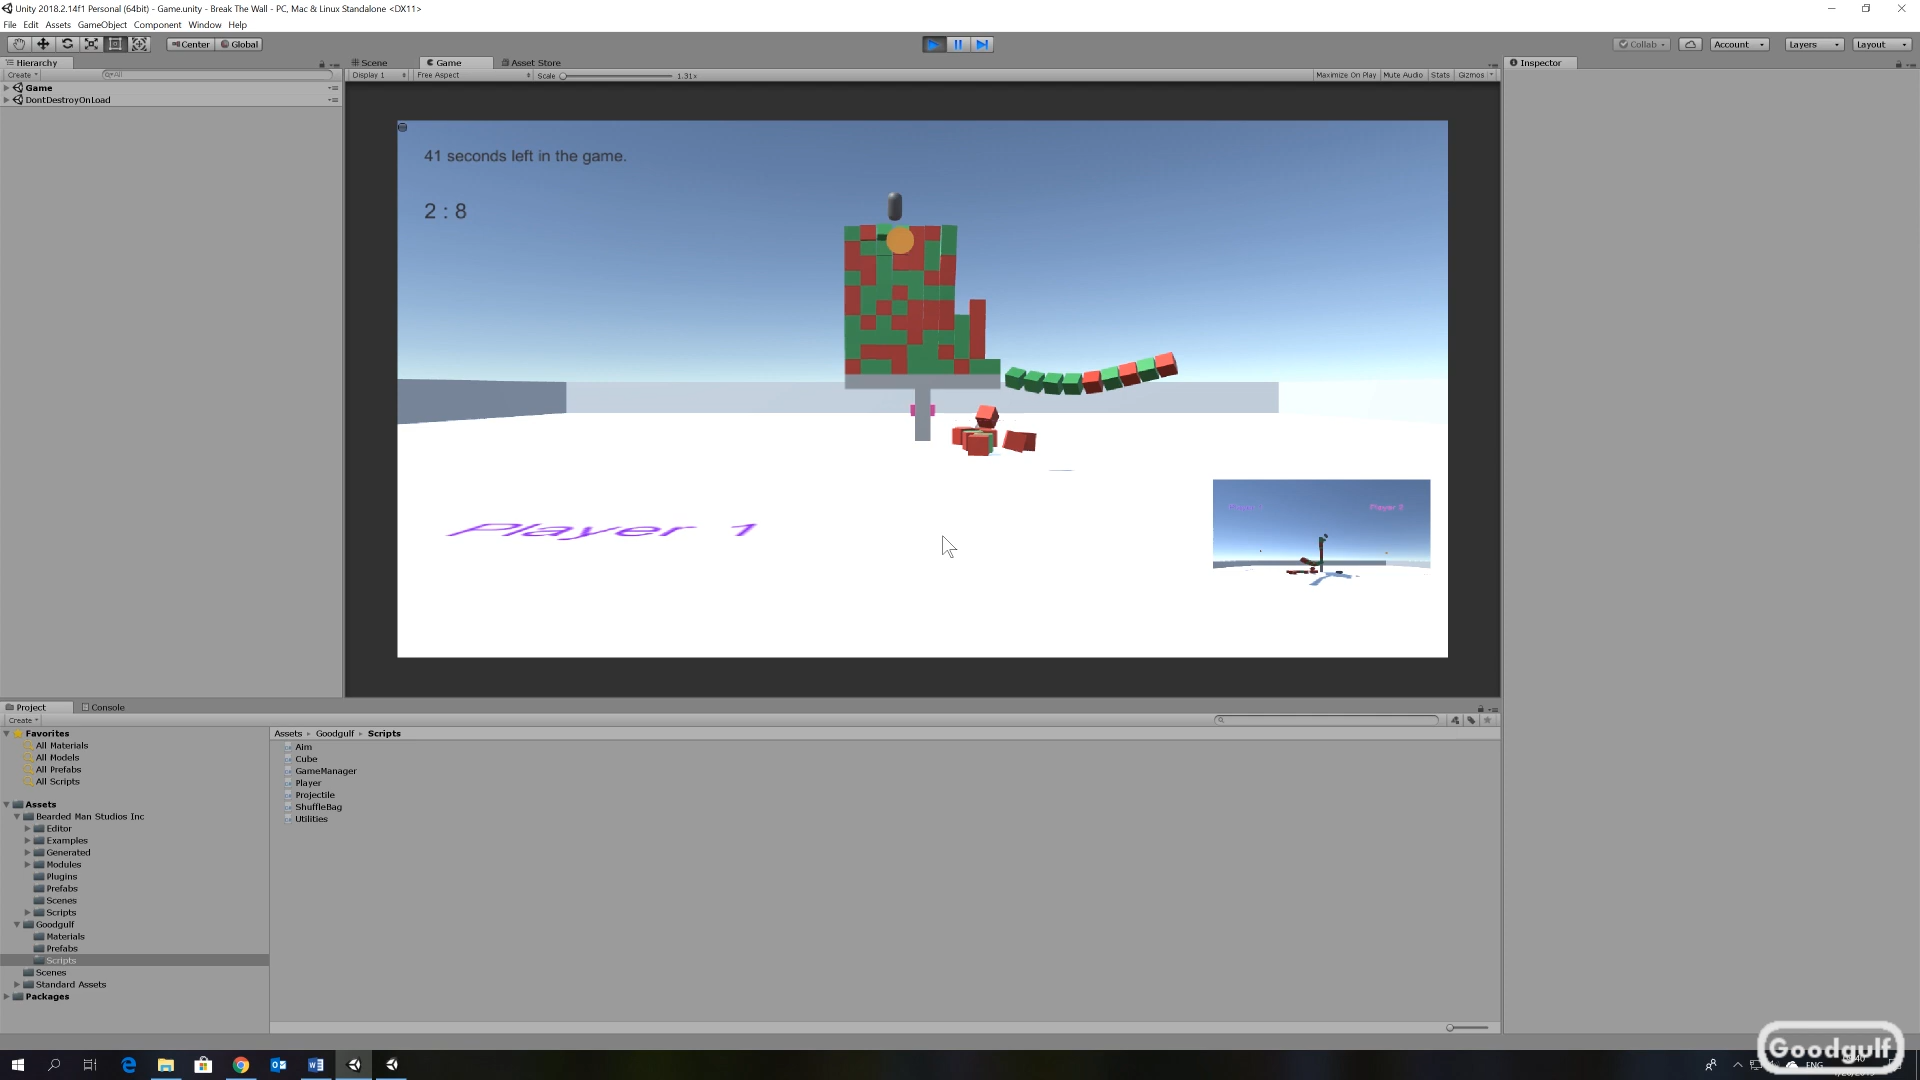 Unity 2018.2.14f1 Personal (64bit) - Game.unity - Break The Wall - PC, Mac & Linux Standalone <DX11>
File Edit Assets GameObject Component Window Help
Center Global
Collab Account Layers Layout
Hierarchy
Create All
Game
DontDestroyOnLoad
Scene Game Asset Store
Display 1 Free Aspect Scale 1.31x Maximize On Play Mute Audio Stats Gizmos
Inspector
41 seconds left in the game.
2 : 8
Player 1
Project Console
Create
Favorites
All Materials
All Models
All Prefabs
All Scripts
Assets
Bearded Man Studios Inc
Editor
Examples
Generated
Modules
Plugins
Prefabs
Scenes
Scripts
Goodgulf
Materials
Prefabs
Scripts
Scenes
Standard Assets
Packages
Assets Goodgulf Scripts
Aim
Cube
GameManager
Player
Projectile
ShuffleBag
Utilities
Goodgulf
ENG